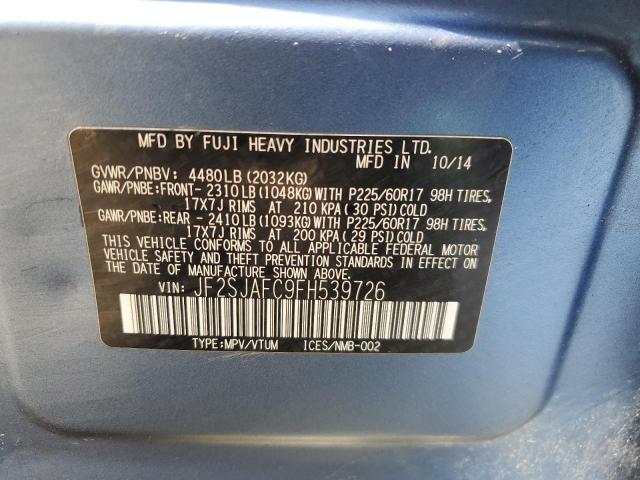 MFD BY FUJI HEAVY INDUSTRIES LTD.
MFD IN 10/14
GVWR/PNBV: 4480LB (2032KG)
GAWR/PNBE:FRONT- 2310LB (1048KG) WITH P225/60R17 98H TIRES,
17X7J RIMS AT 210 KPA (30 PSI) COLD
GAWR/PNBE:REAR - 2410LB (1093KG) WITH P225/60R17 98H TIRES,
17X7J RIMS AT 200 KPA (29 PSI) COLD
THIS VEHICLE CONFORMS TO ALL APPLICABLE FEDERAL MOTOR
VEHICLE SAFETY AND THEFT PREVENTION STANDARDS IN EFFECT
ON THE DATE OF MANUFACTURE SHOWN ABOVE.
VIN: JF2SJAFC9FH539726
TYPE:MPV/VTUM ICES/NMB-002